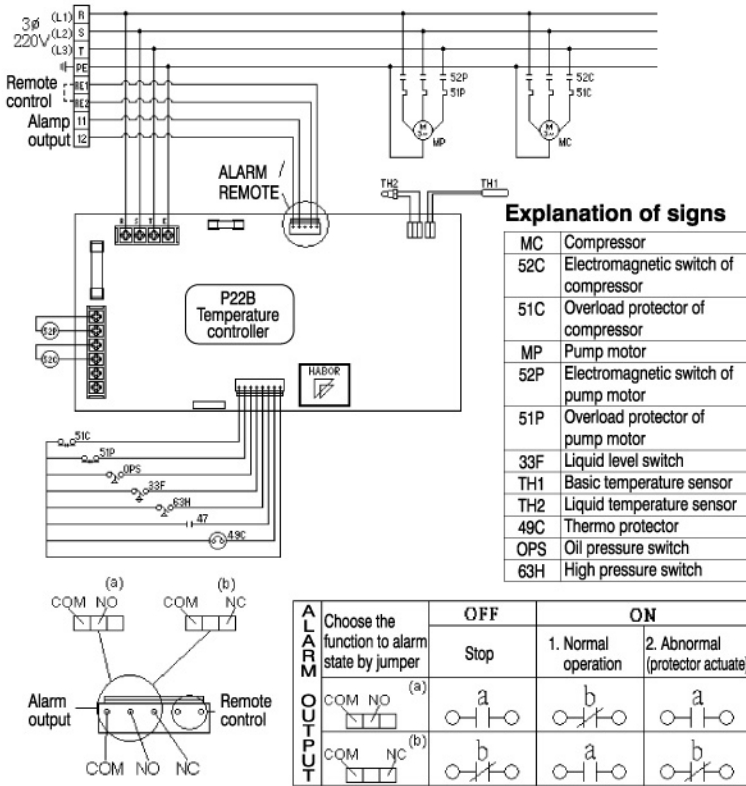 3ø
220V
(L1) R
(L2) S
(L3) T
PE
Remote
control
RE1
RE2
Alamp
output
11
12
52P
51P
M
3~
MP
52C
51C
M
3~
MC
ALARM /
REMOTE
TH2
TH1
R S T E
P22B
Temperature
controller
52P
52C
HABOR
51C
51P
OPS
33F
63H
47
49C
Explanation of signs
MC Compressor
52C Electromagnetic switch of
compressor
51C Overload protector of
compressor
MP Pump motor
52P Electromagnetic switch of
pump motor
51P Overload protector of
pump motor
33F Liquid level switch
TH1 Basic temperature sensor
TH2 Liquid temperature sensor
49C Thermo protector
OPS Oil pressure switch
63H High pressure switch
(a)
COM NO
(b)
COM NC
Alarm
output
Remote
control
COM NO NC
ALARM OUTPUT
Choose the
function to alarm
state by jumper
OFF
ON
Stop
1. Normal
operation
2. Abnormal
(protector actuate)
(a)
COM NO
a
b
a
(b)
COM NC
b
a
b